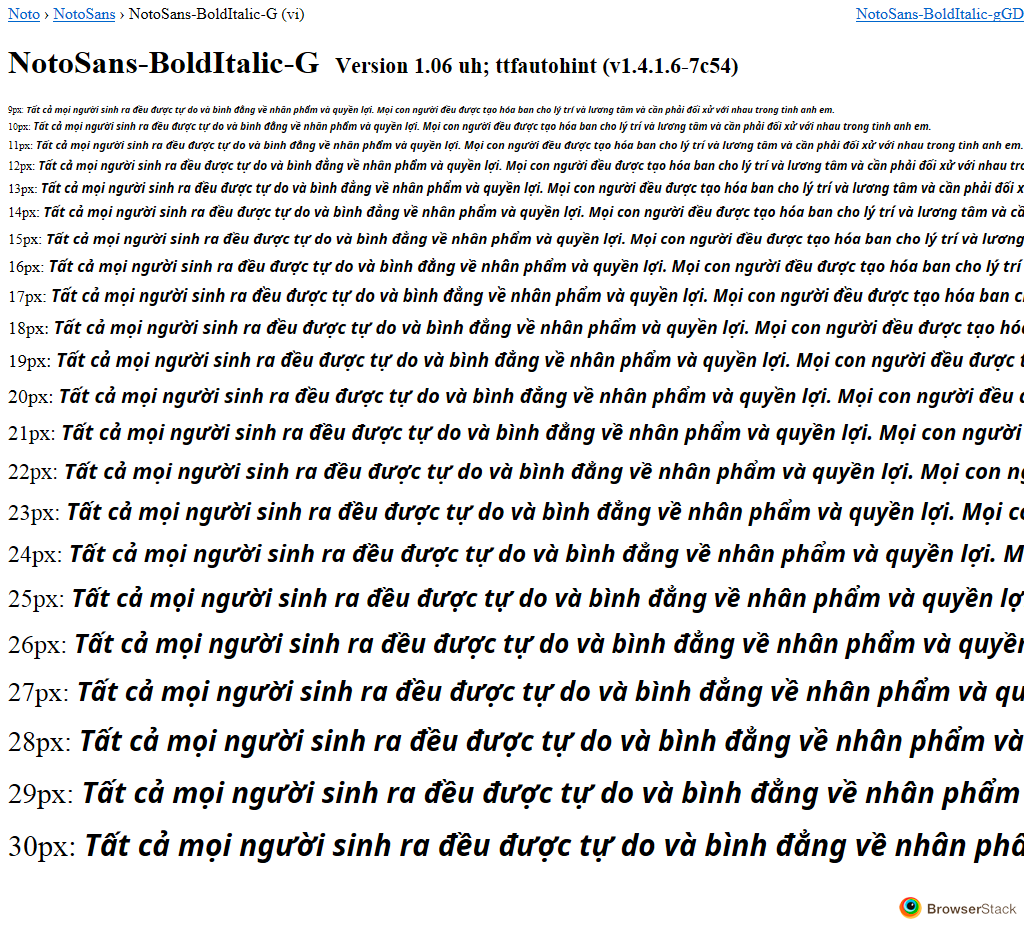 Noto › NotoSans › NotoSans-BoldItalic-G (vi) NotoSans-BoldItalic-gGD
NotoSans-BoldItalic-G Version 1.06 uh; ttfautohint (v1.4.1.6-7c54)
9px: Tất cả mọi người sinh ra đều được tự do và bình đẳng về nhân phẩm và quyền lợi. Mọi con người đều được tạo hóa ban cho lý trí và lương tâm và cần phải đối xử với nhau trong tình anh em.
10px: Tất cả mọi người sinh ra đều được tự do và bình đẳng về nhân phẩm và quyền lợi. Mọi con người đều được tạo hóa ban cho lý trí và lương tâm và cần phải đối xử với nhau trong tình anh em.
11px: Tất cả mọi người sinh ra đều được tự do và bình đẳng về nhân phẩm và quyền lợi. Mọi con người đều được tạo hóa ban cho lý trí và lương tâm và cần phải đối xử với nhau trong tình anh em.
12px: Tất cả mọi người sinh ra đều được tự do và bình đẳng về nhân phẩm và quyền lợi. Mọi con người đều được tạo hóa ban cho lý trí và lương tâm và cần phải đối xử với nhau tro
13px: Tất cả mọi người sinh ra đều được tự do và bình đẳng về nhân phẩm và quyền lợi. Mọi con người đều được tạo hóa ban cho lý trí và lương tâm và cần phải đối x
14px: Tất cả mọi người sinh ra đều được tự do và bình đẳng về nhân phẩm và quyền lợi. Mọi con người đều được tạo hóa ban cho lý trí và lương tâm và cầ
15px: Tất cả mọi người sinh ra đều được tự do và bình đẳng về nhân phẩm và quyền lợi. Mọi con người đều được tạo hóa ban cho lý trí và lương
16px: Tất cả mọi người sinh ra đều được tự do và bình đẳng về nhân phẩm và quyền lợi. Mọi con người đều được tạo hóa ban cho lý trí
17px: Tất cả mọi người sinh ra đều được tự do và bình đẳng về nhân phẩm và quyền lợi. Mọi con người đều được tạo hóa ban c
18px: Tất cả mọi người sinh ra đều được tự do và bình đẳng về nhân phẩm và quyền lợi. Mọi con người đều được tạo hó
19px: Tất cả mọi người sinh ra đều được tự do và bình đẳng về nhân phẩm và quyền lợi. Mọi con người đều được t
20px: Tất cả mọi người sinh ra đều được tự do và bình đẳng về nhân phẩm và quyền lợi. Mọi con người đều
21px: Tất cả mọi người sinh ra đều được tự do và bình đẳng về nhân phẩm và quyền lợi. Mọi con người
22px: Tất cả mọi người sinh ra đều được tự do và bình đẳng về nhân phẩm và quyền lợi. Mọi con
23px: Tất cả mọi người sinh ra đều được tự do và bình đẳng về nhân phẩm và quyền lợi. Mọi
24px: Tất cả mọi người sinh ra đều được tự do và bình đẳng về nhân phẩm và quyền lợi. M
25px: Tất cả mọi người sinh ra đều được tự do và bình đẳng về nhân phẩm và quyền lợ
26px: Tất cả mọi người sinh ra đều được tự do và bình đẳng về nhân phẩm và quyền
27px: Tất cả mọi người sinh ra đều được tự do và bình đẳng về nhân phẩm và qu
28px: Tất cả mọi người sinh ra đều được tự do và bình đẳng về nhân phẩm và
29px: Tất cả mọi người sinh ra đều được tự do và bình đẳng về nhân phẩm
30px: Tất cả mọi người sinh ra đều được tự do và bình đẳng về nhân phẩ
BrowserStack